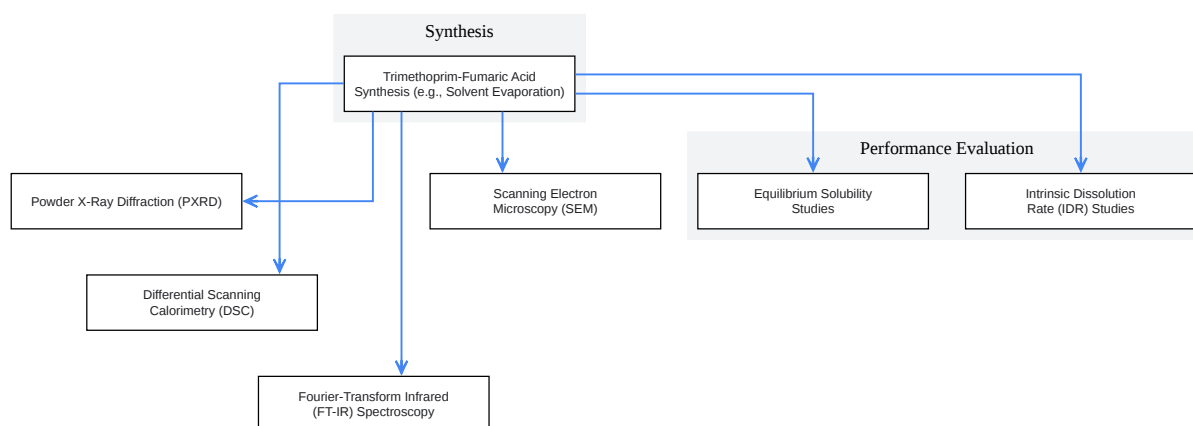 Synthesis
Trimethoprim-Fumaric Acid
Synthesis (e.g., Solvent Evaporation)
Performance Evaluation
Powder X-Ray Diffraction (PXRD)
Scanning Electron
Microscopy (SEM)
Equilibrium Solubility
Studies
Intrinsic Dissolution
Rate (IDR) Studies
Differential Scanning
Calorimetry (DSC)
Fourier-Transform Infrared
(FT-IR) Spectroscopy